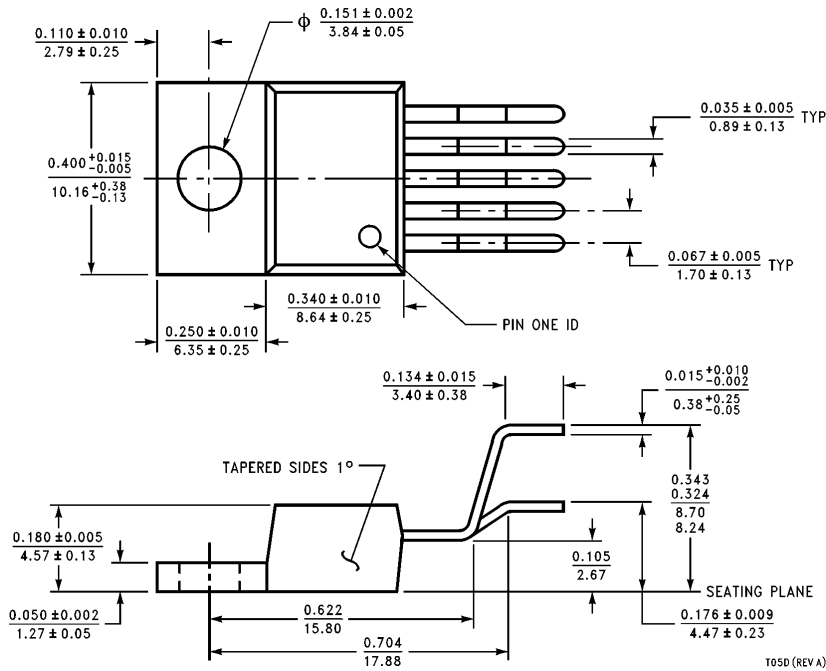 ϕ 0.151 ± 0.002
3.84 ± 0.05
0.110 ± 0.010
2.79 ± 0.25
0.035 ± 0.005 TYP
0.89 ± 0.13
0.400 +0.015 -0.005
10.16 +0.38 -0.13
0.067 ± 0.005 TYP
1.70 ± 0.13
0.340 ± 0.010
8.64 ± 0.25
PIN ONE ID
0.250 ± 0.010
6.35 ± 0.25
0.134 ± 0.015
3.40 ± 0.38
0.015 +0.010 -0.002
0.38 +0.25 -0.05
TAPERED SIDES 1°
0.343
0.324
8.70
8.24
0.180 ± 0.005
4.57 ± 0.13
0.105
2.67
SEATING PLANE
0.050 ± 0.002
1.27 ± 0.05
0.622
15.80
0.176 ± 0.009
4.47 ± 0.23
0.704
17.88
T05D (REV A)